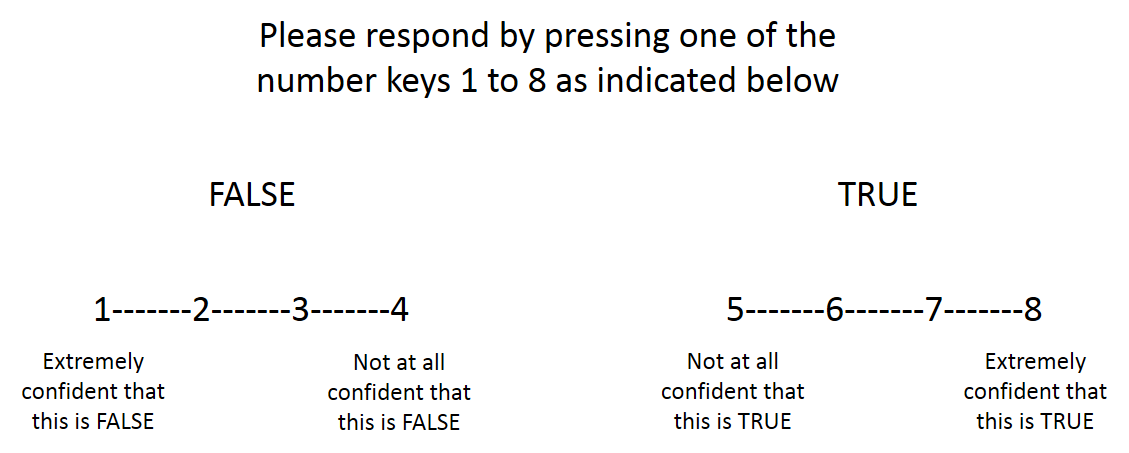 Please respond by pressing one of the
number keys 1 to 8 as indicated below
FALSE
TRUE
1-------2-------3-------4
5-------6-------7-------8
Extremely
confident that
this is FALSE
Not at all
confident that
this is FALSE
Not at all
confident that
this is TRUE
Extremely
confident that
this is TRUE